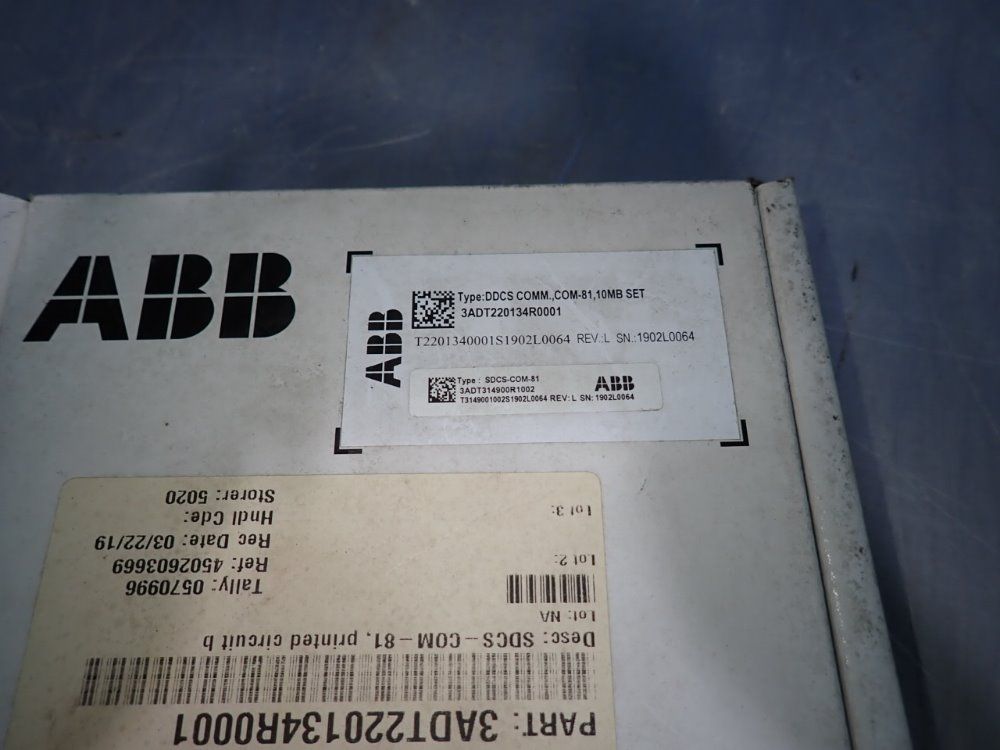 ABB
ABB
Type:DDCS COMM.,COM-81,10MB SET
3ADT220134R0001
T2201340001S1902L0064 REV.:L SN.:1902L0064
Type : SDCS-COM-81
3ADT314900R1002
T3149001002S1902L0064 REV: L SN: 1902L0064
ABB
PART: 3ADT220134R0001
Desc: SDCS-COM-81, printed circuit b
Lot: NA
Tally: 0570996
Lot 2:
Ref: 4502603669
Rec Date: 03/22/19
Lot 3:
Hndl Cde:
Storer: 5020